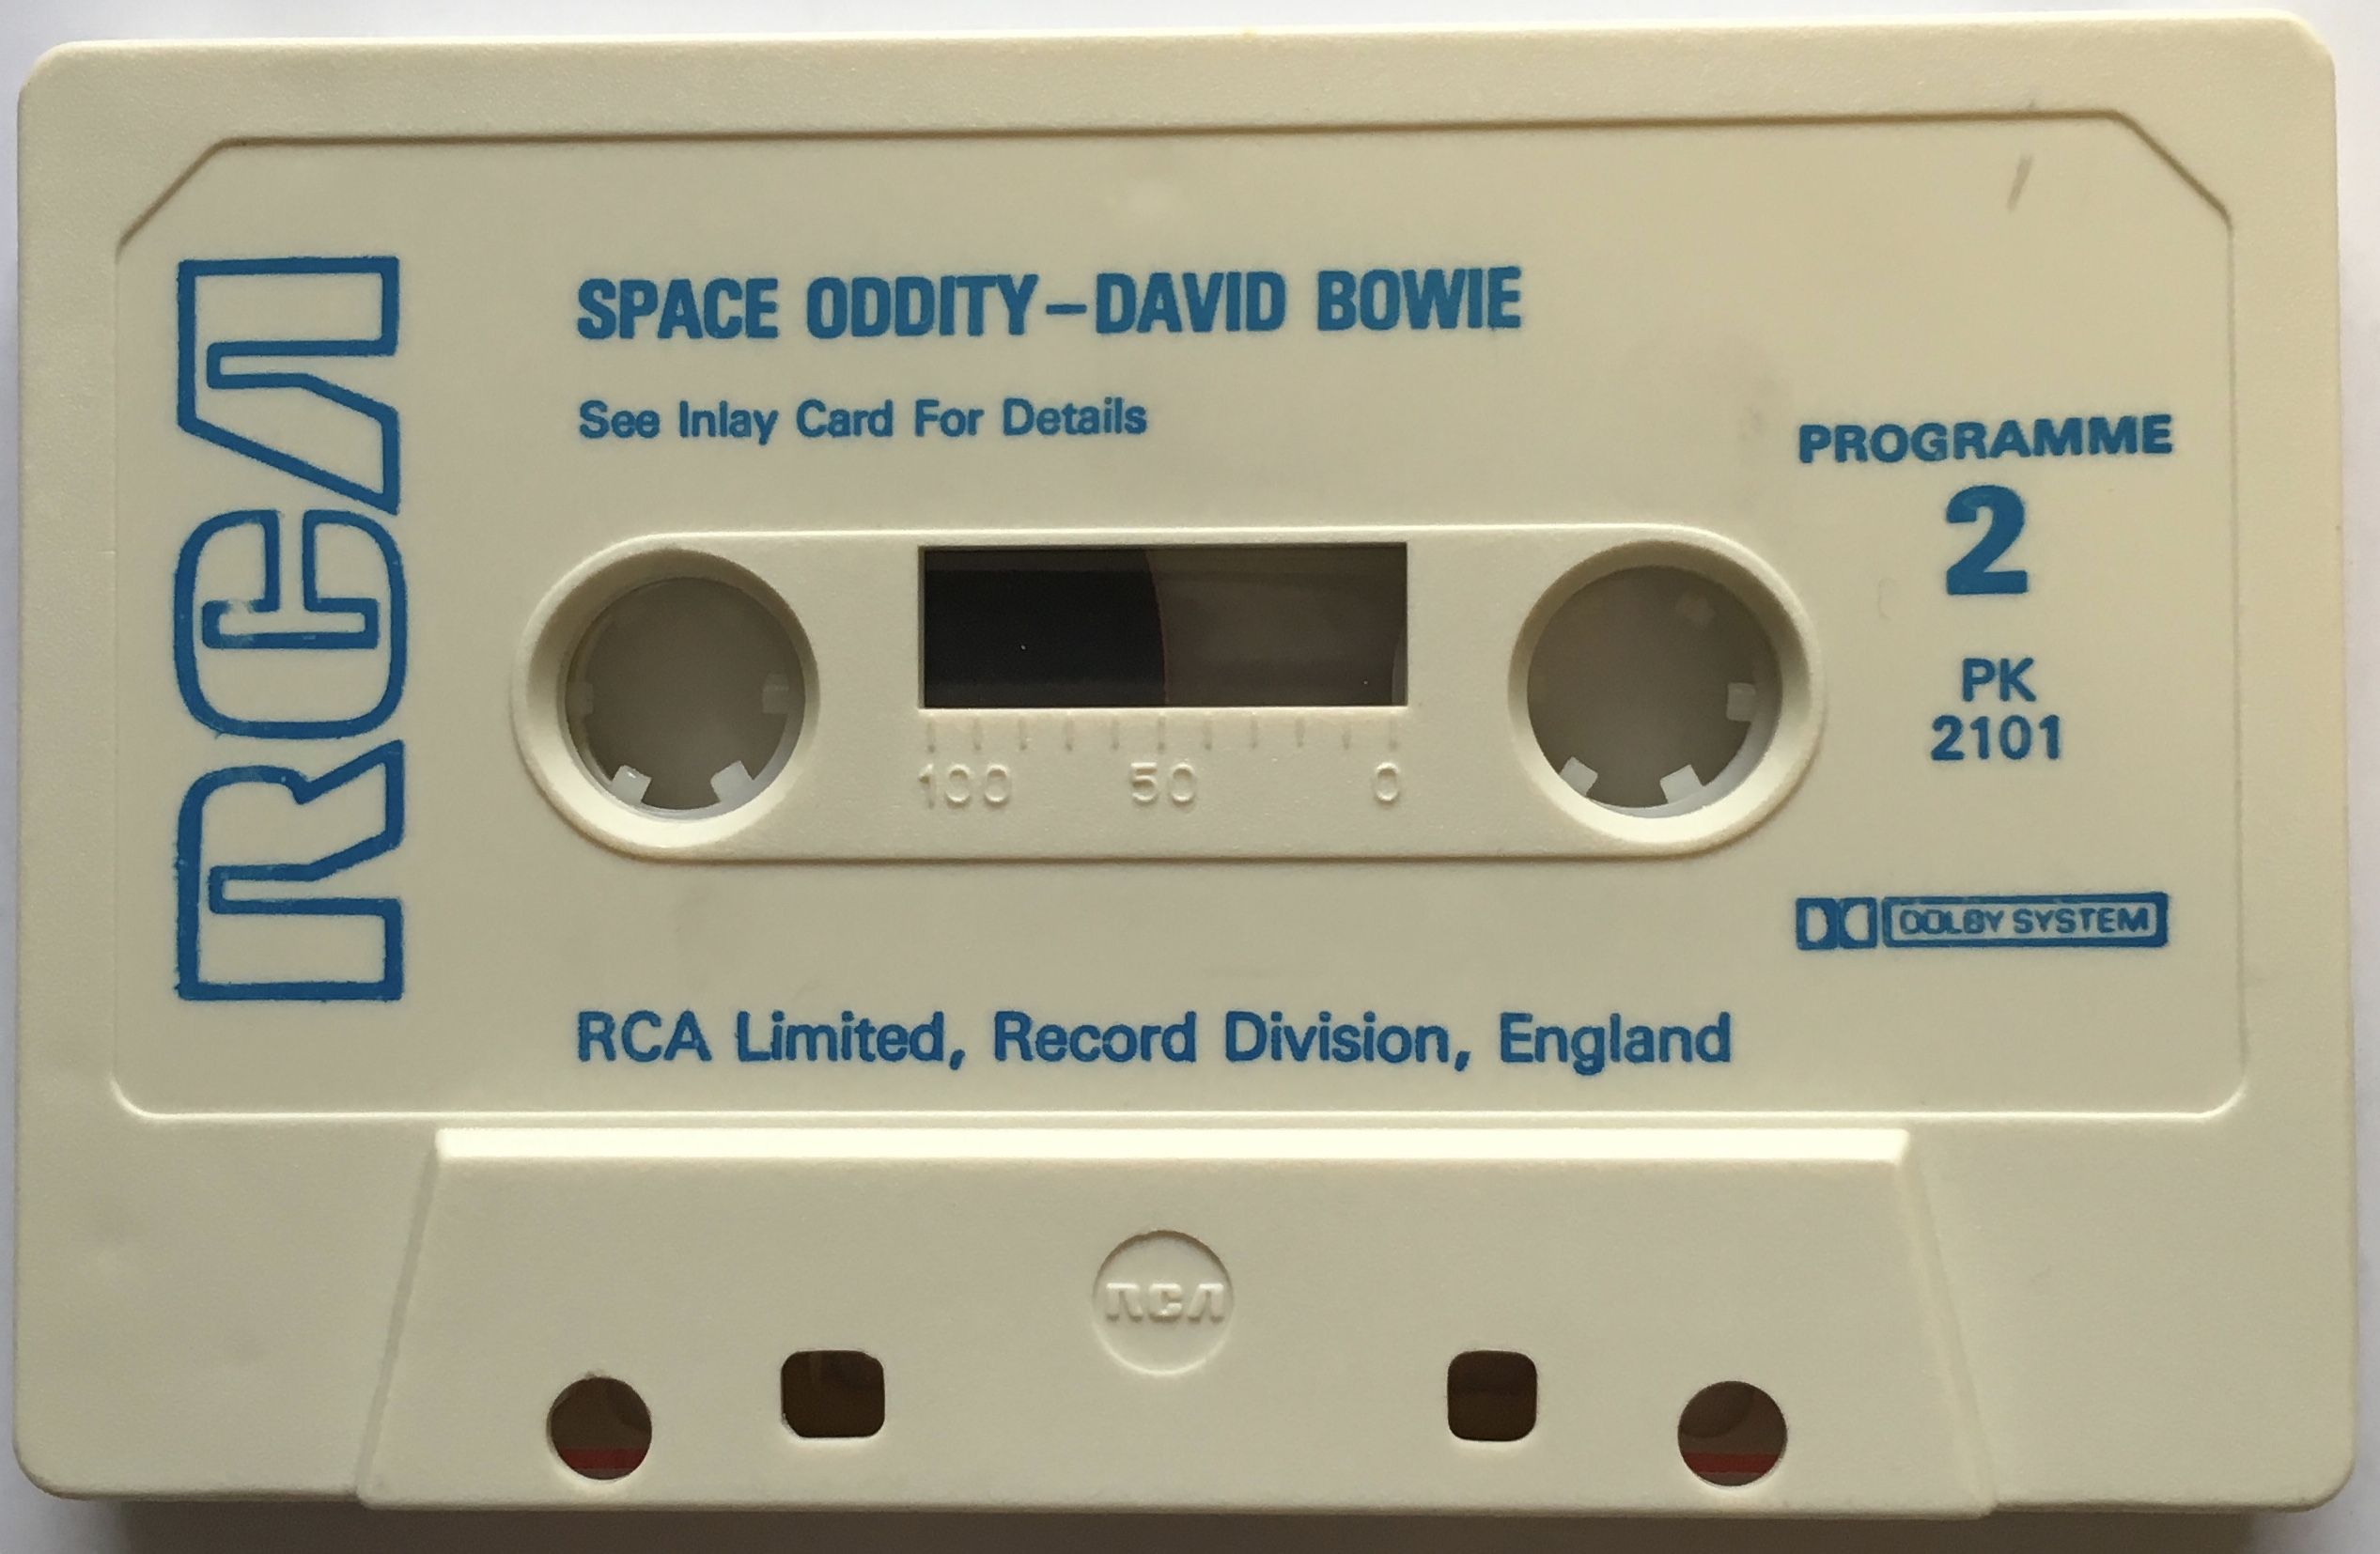 RCA
SPACE ODDITY–DAVID BOWIE
See Inlay Card For Details
PROGRAMME
2
PK
2101
100 50 0
DOLBY SYSTEM
RCA Limited, Record Division, England
RCA